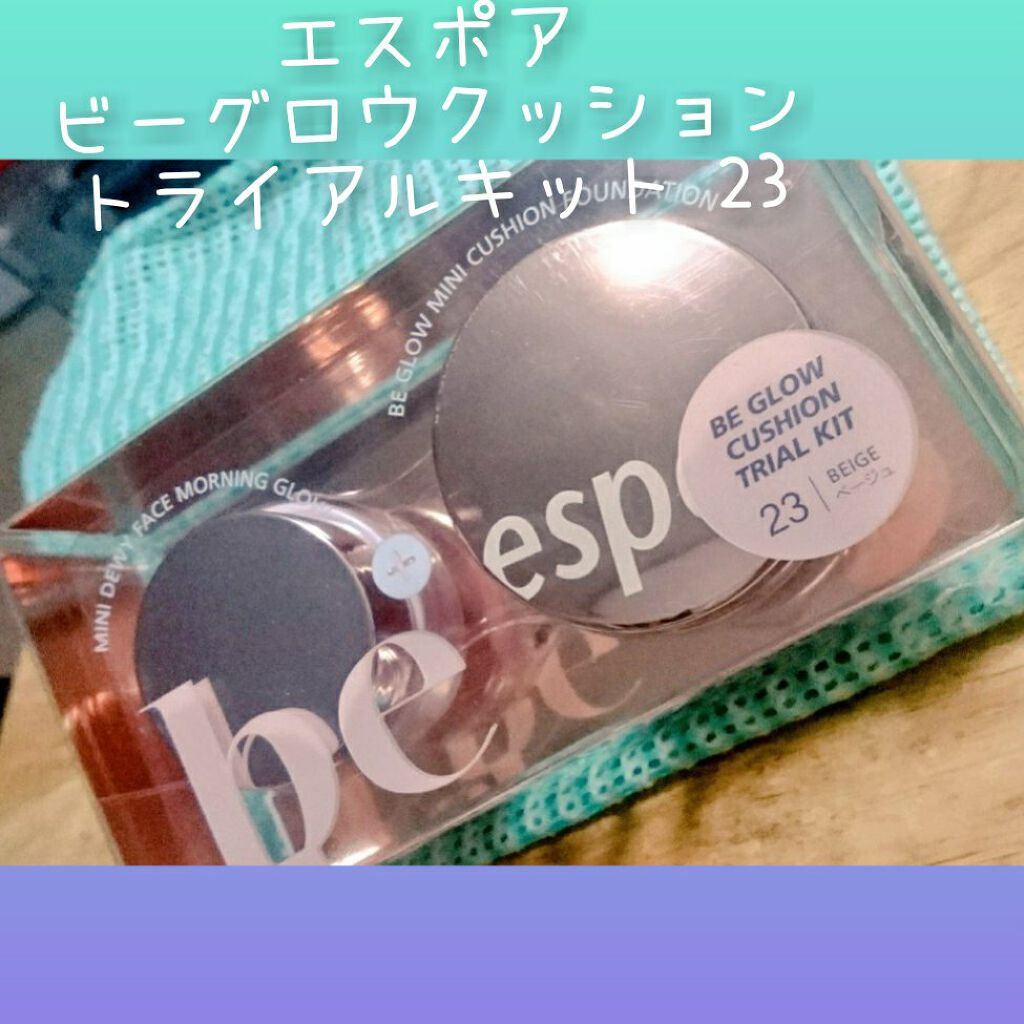 エスポア
ビーグロウクッション
トライアルキット 23
BE GLOW MINI CUSHION FOUNDATION
BE GLOW
CUSHION
TRIAL KIT
23 | BEIGE
ベージュ
esp
MINI DEWY FACE MORNING GLO
+
be